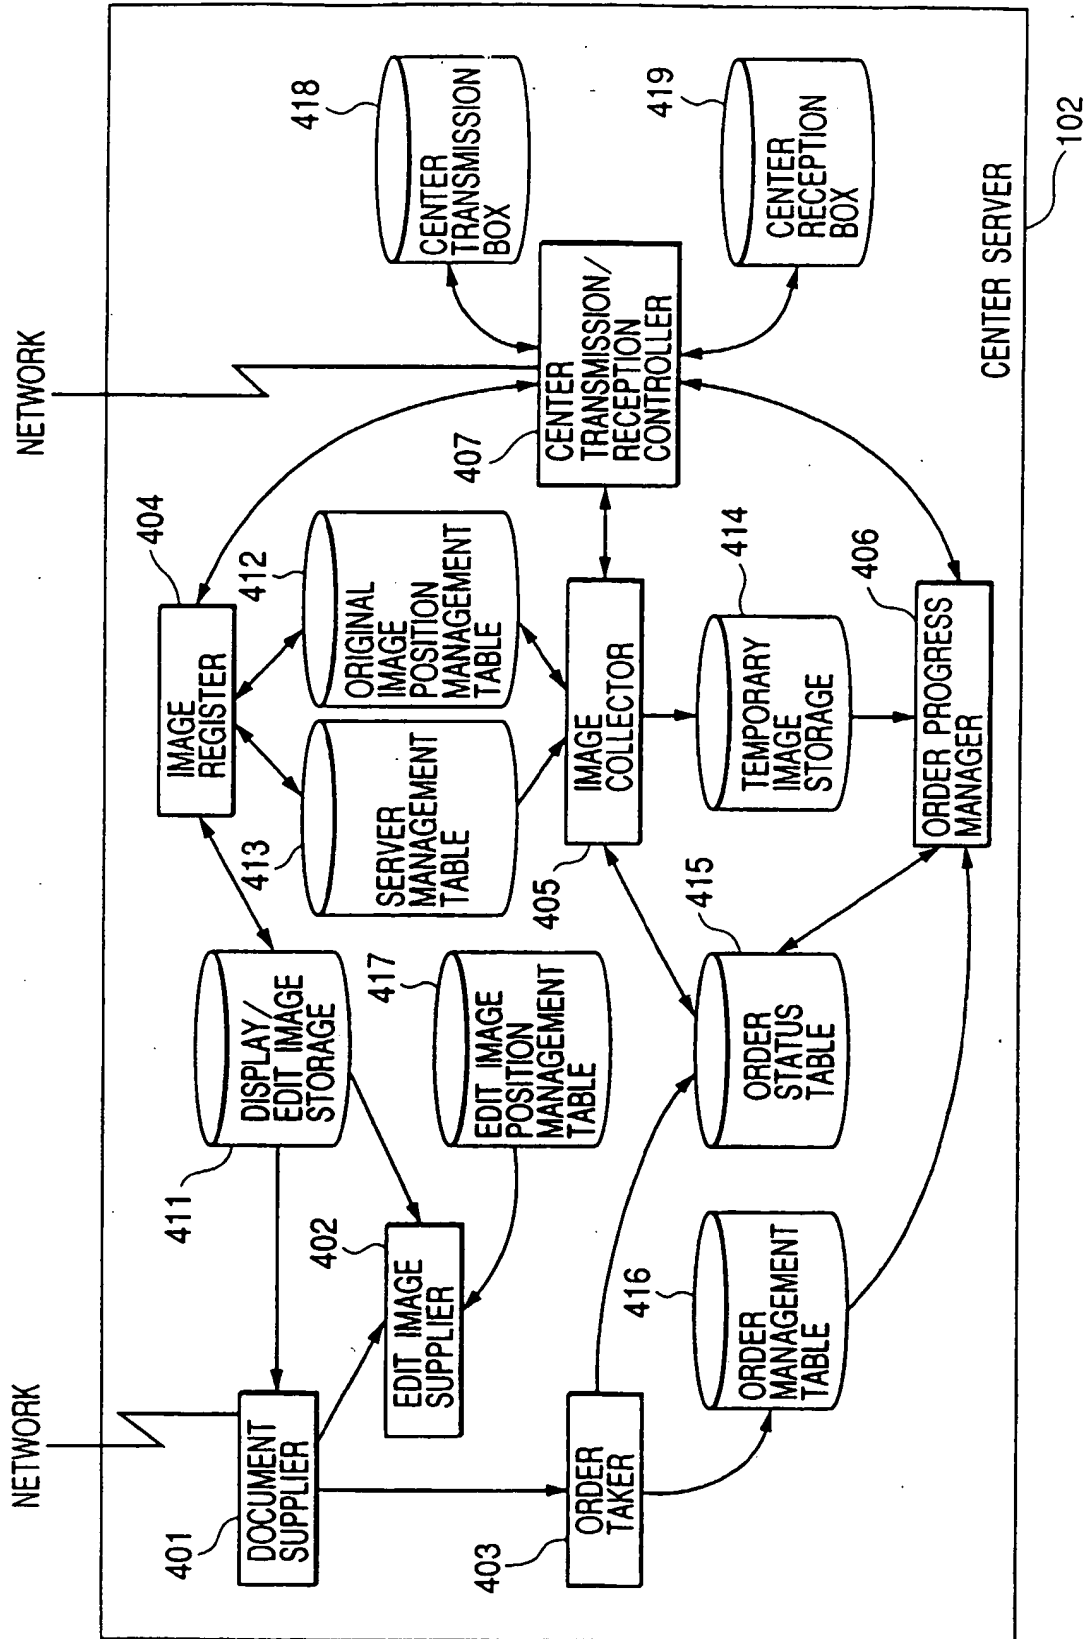 NETWORK
NETWORK
401
DOCUMENT
SUPPLIER
411
DISPLAY/
EDIT IMAGE
STORAGE
404
IMAGE
REGISTER
402
EDIT IMAGE
SUPPLIER
417
EDIT IMAGE
POSITION
MANAGEMENT
TABLE
413
SERVER
MANAGEMENT
TABLE
412
ORIGINAL
IMAGE
POSITION
MANAGEMENT
TABLE
418
CENTER
TRANSMISSION
BOX
407
CENTER
TRANSMISSION/
RECEPTION
CONTROLLER
403
ORDER
TAKER
405
IMAGE
COLLECTOR
419
CENTER
RECEPTION
BOX
416
ORDER
MANAGEMENT
TABLE
415
ORDER
STATUS
TABLE
414
TEMPORARY
IMAGE
STORAGE
406
ORDER PROGRESS
MANAGER
CENTER SERVER
102